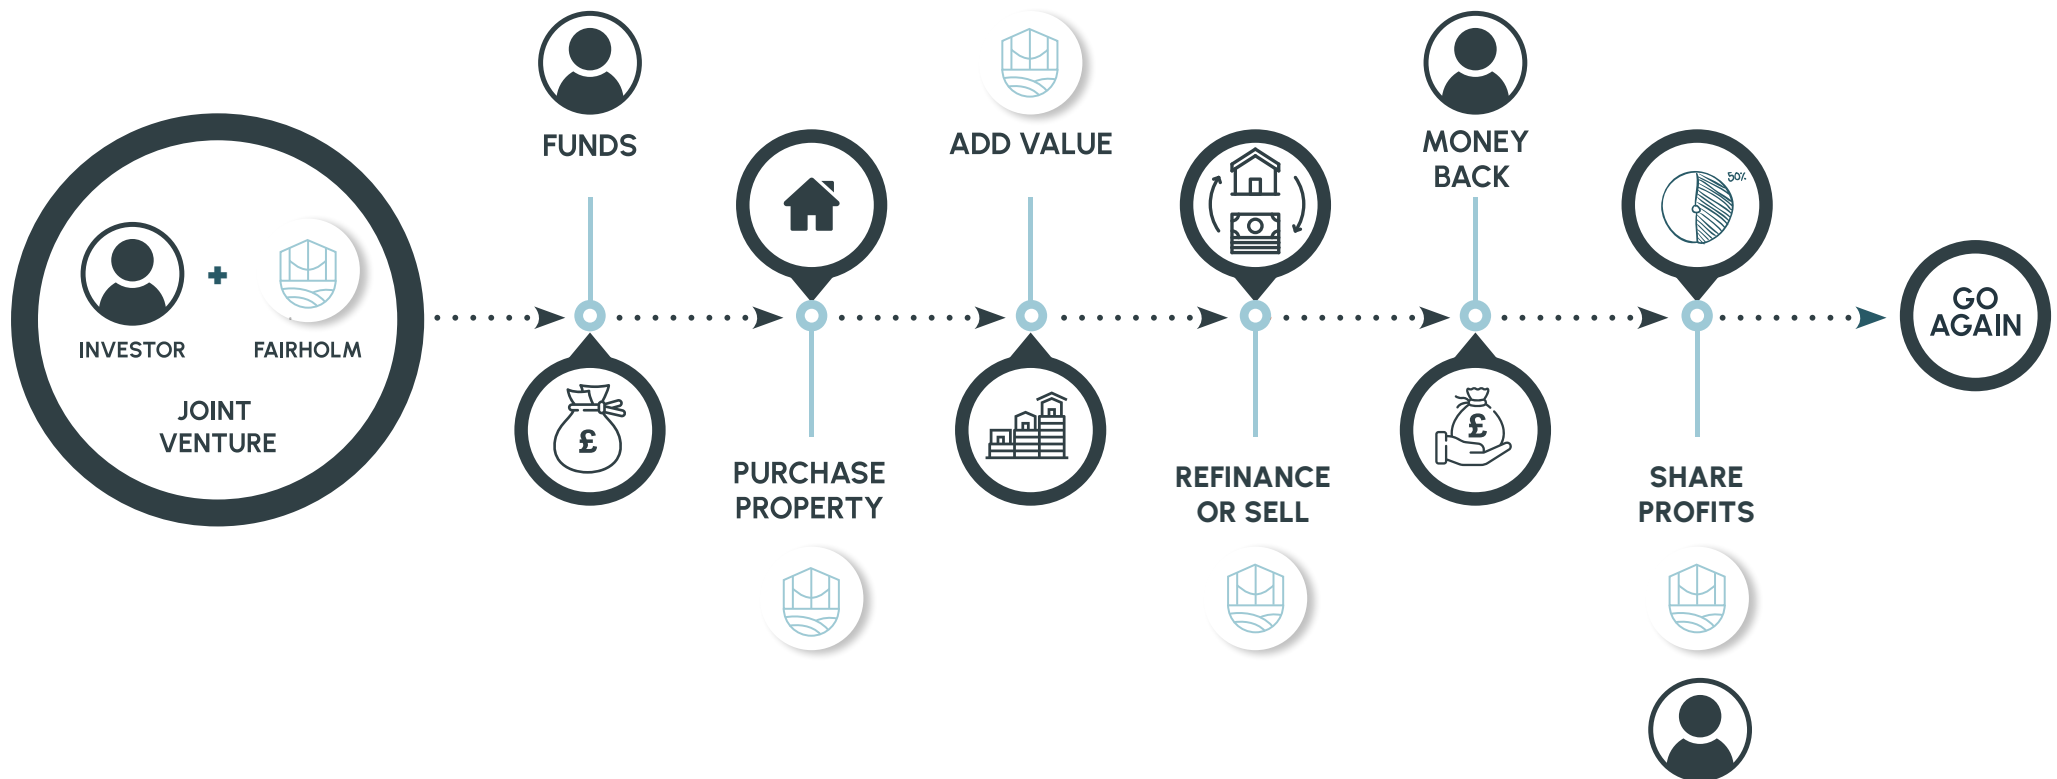 INVESTOR
+
FAIRHOLM
JOINT
VENTURE
FUNDS
£
PURCHASE
PROPERTY
ADD VALUE
REFINANCE
OR SELL
MONEY
BACK
£
50%
SHARE
PROFITS
GO
AGAIN